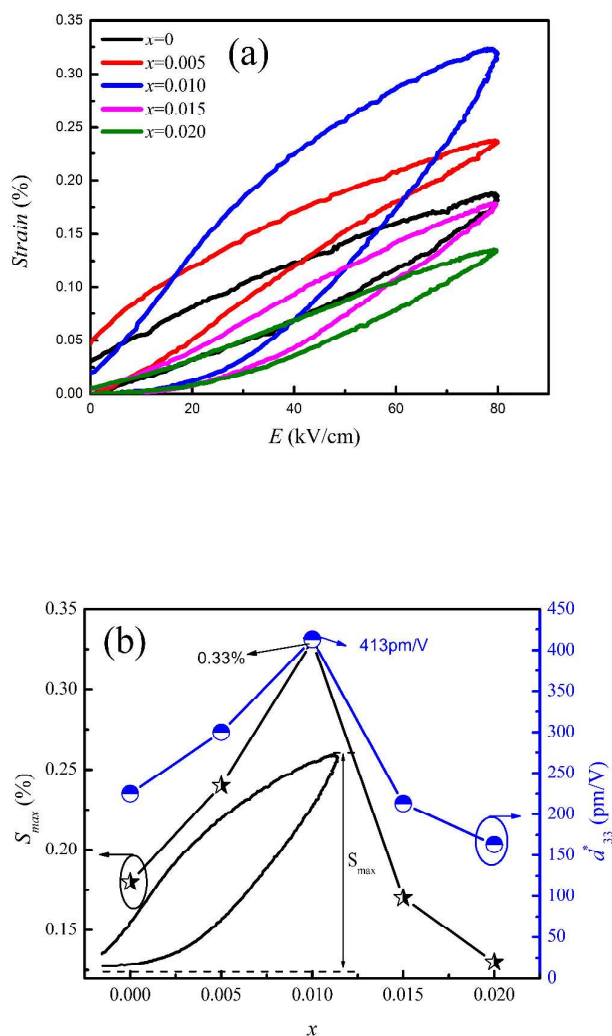 0.35
0.30
0.25
0.20
0.15
0.10
0.05
0.00
Strain (%)
x=0
x=0.005
x=0.010
x=0.015
x=0.020
(a)
0 20 40 60 80
E (kV/cm)
(b)
0.35
0.30
0.25
0.20
0.15
S_max (%)
0.33%
413pm/V
S_max
450
400
350
300
250
200
150
100
50
0
d*_33 (pm/V)
0.000 0.005 0.010 0.015 0.020
x